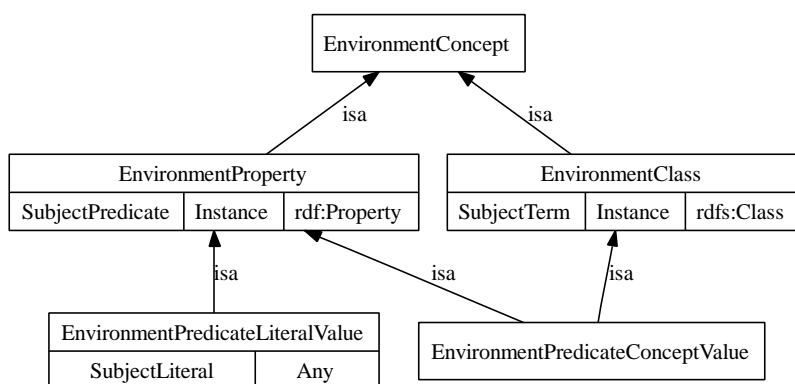 EnvironmentConcept
isa isa
EnvironmentProperty EnvironmentClass
SubjectPredicate Instance rdf:Property SubjectTerm Instance rdfs:Class
isa isa isa
EnvironmentPredicateLiteralValue
EnvironmentPredicateConceptValue
SubjectLiteral Any